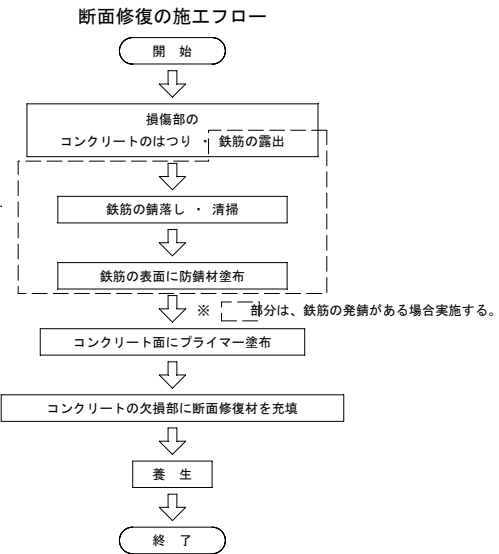 断面修復の施工フロー
開 始
損傷部の
コンクリートのはつり ・ 鉄筋の露出
鉄筋の錆落し ・ 清掃
鉄筋の表面に防錆材塗布
※ 部分は、鉄筋の発錆がある場合実施する。
コンクリート面にプライマー塗布
コンクリートの欠損部に断面修復材を充填
養 生
終 了